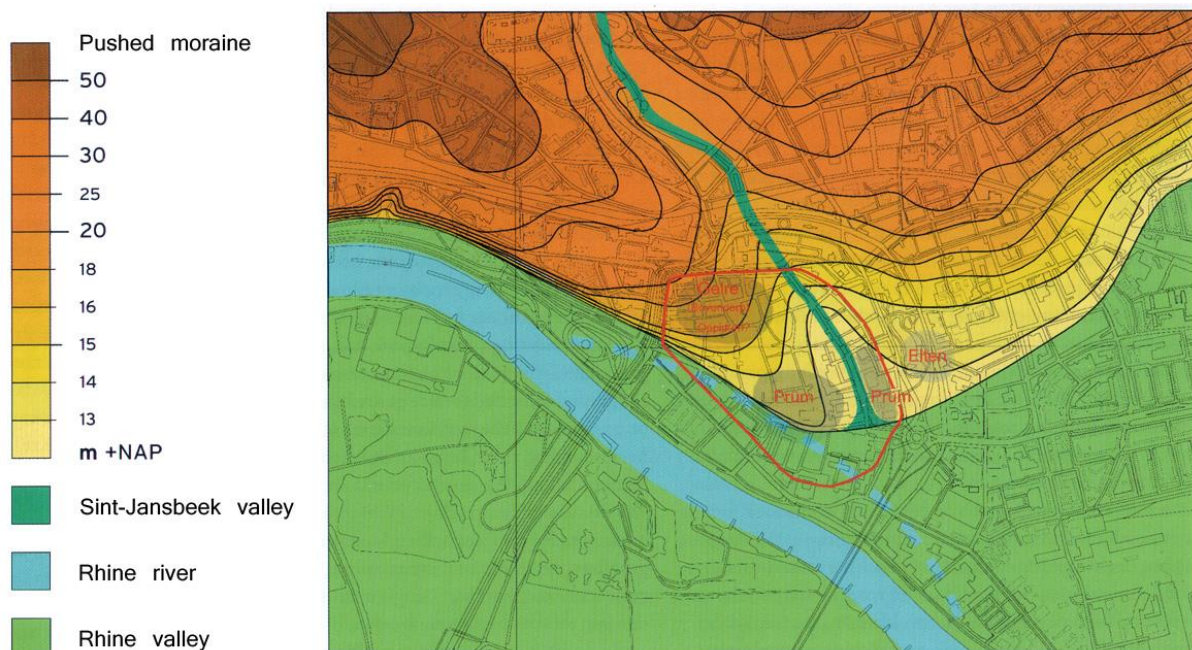 Pushed moraine
50
40
30
25
20
18
16
15
14
13
m +NAP
Sint-Jansbeek valley
Rhine river
Rhine valley
Elten
Prüm
Prüm